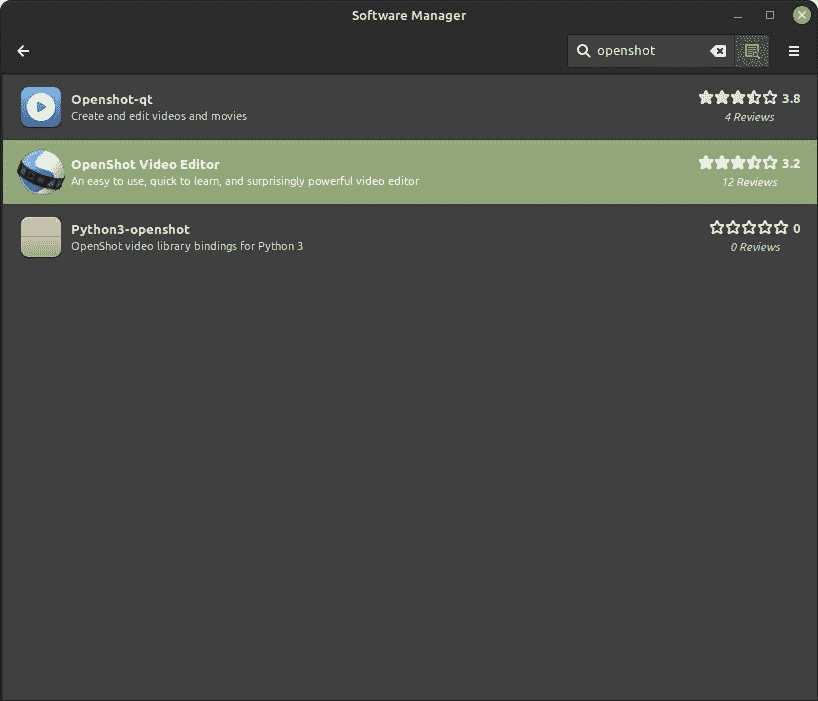 Software Manager
openshot
Openshot-qt
3.8
Create and edit videos and movies
4 Reviews
OpenShot Video Editor
3.2
An easy to use, quick to learn, and surprisingly powerful video editor
12 Reviews
Python3-openshot
0
OpenShot video library bindings for Python 3
0 Reviews